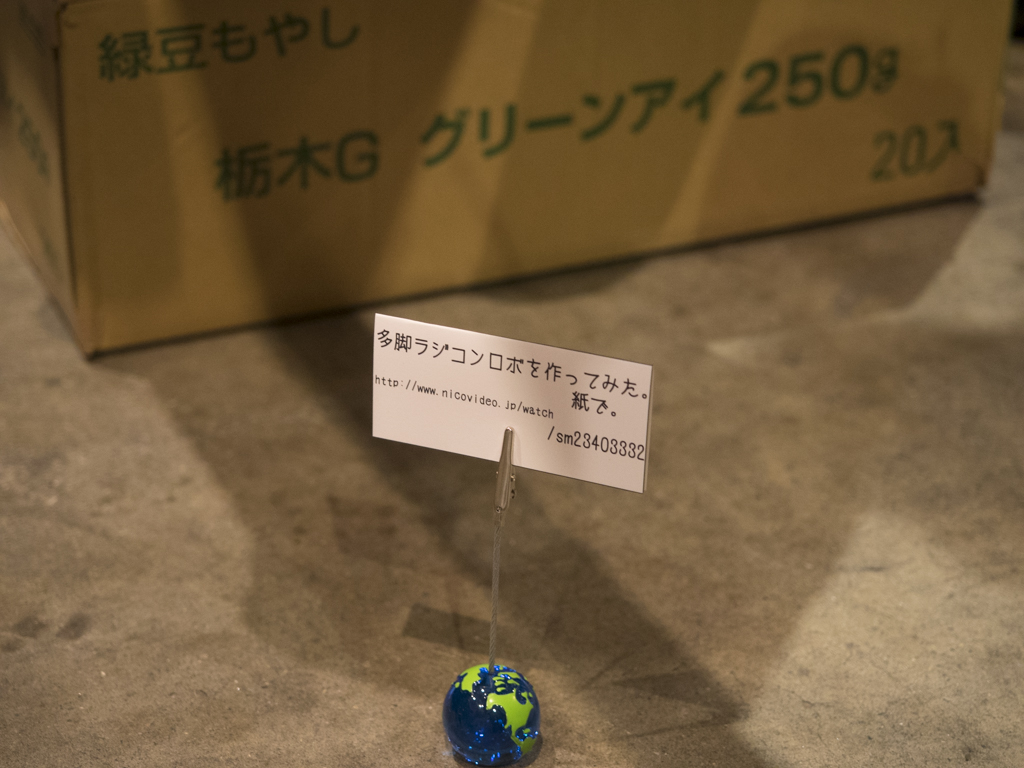 緑豆もやし
栃木G グリーンアイ250g
20入
多脚ラジコンロボを作ってみた。
紙で。
http://www.nicovideo.jp/watch
/sm23403332